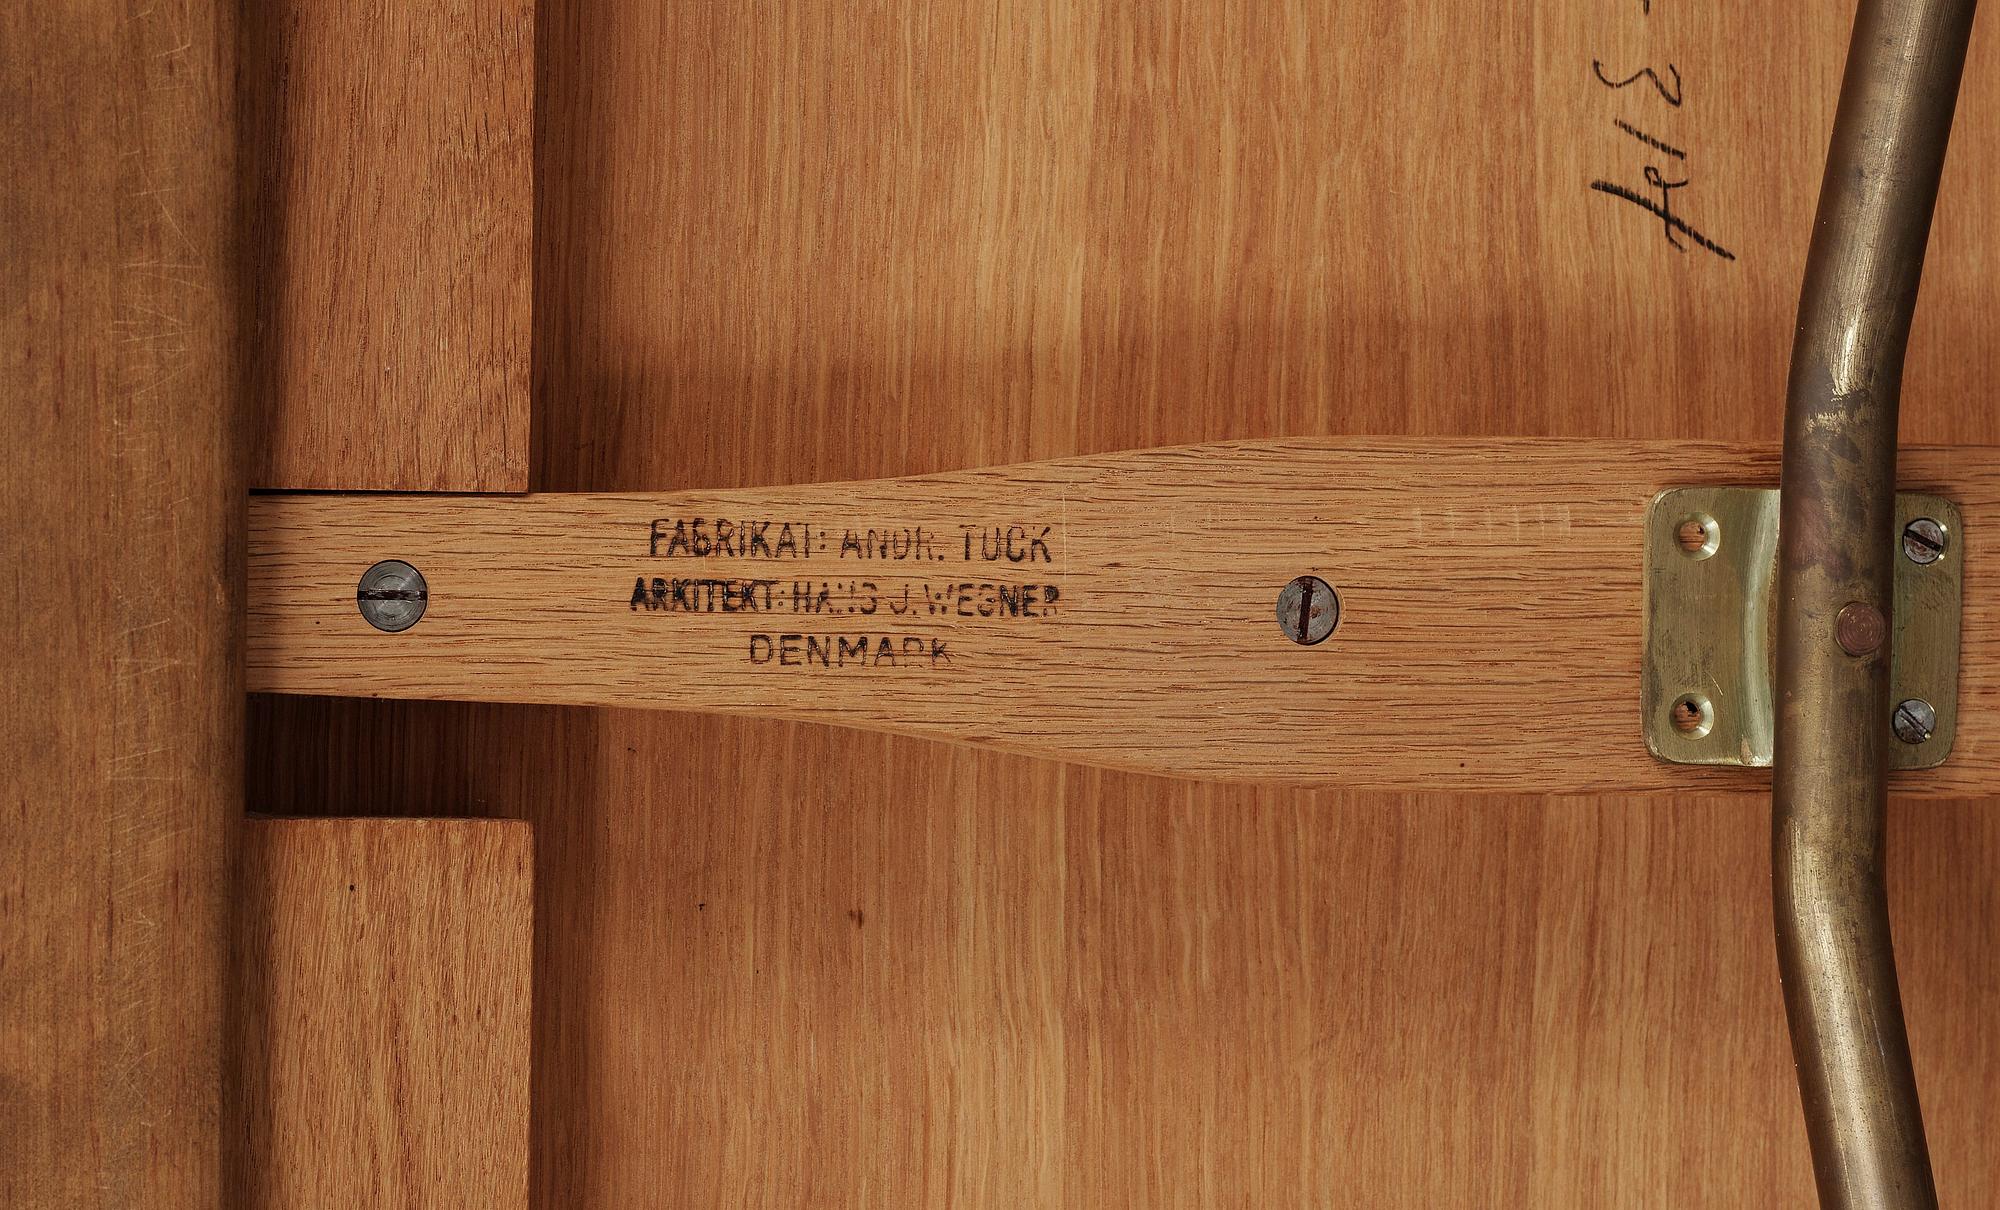 FABRIKAT: ANDR. TUCK
ARKITEKT: HANS J. WEGNER
DENMARK